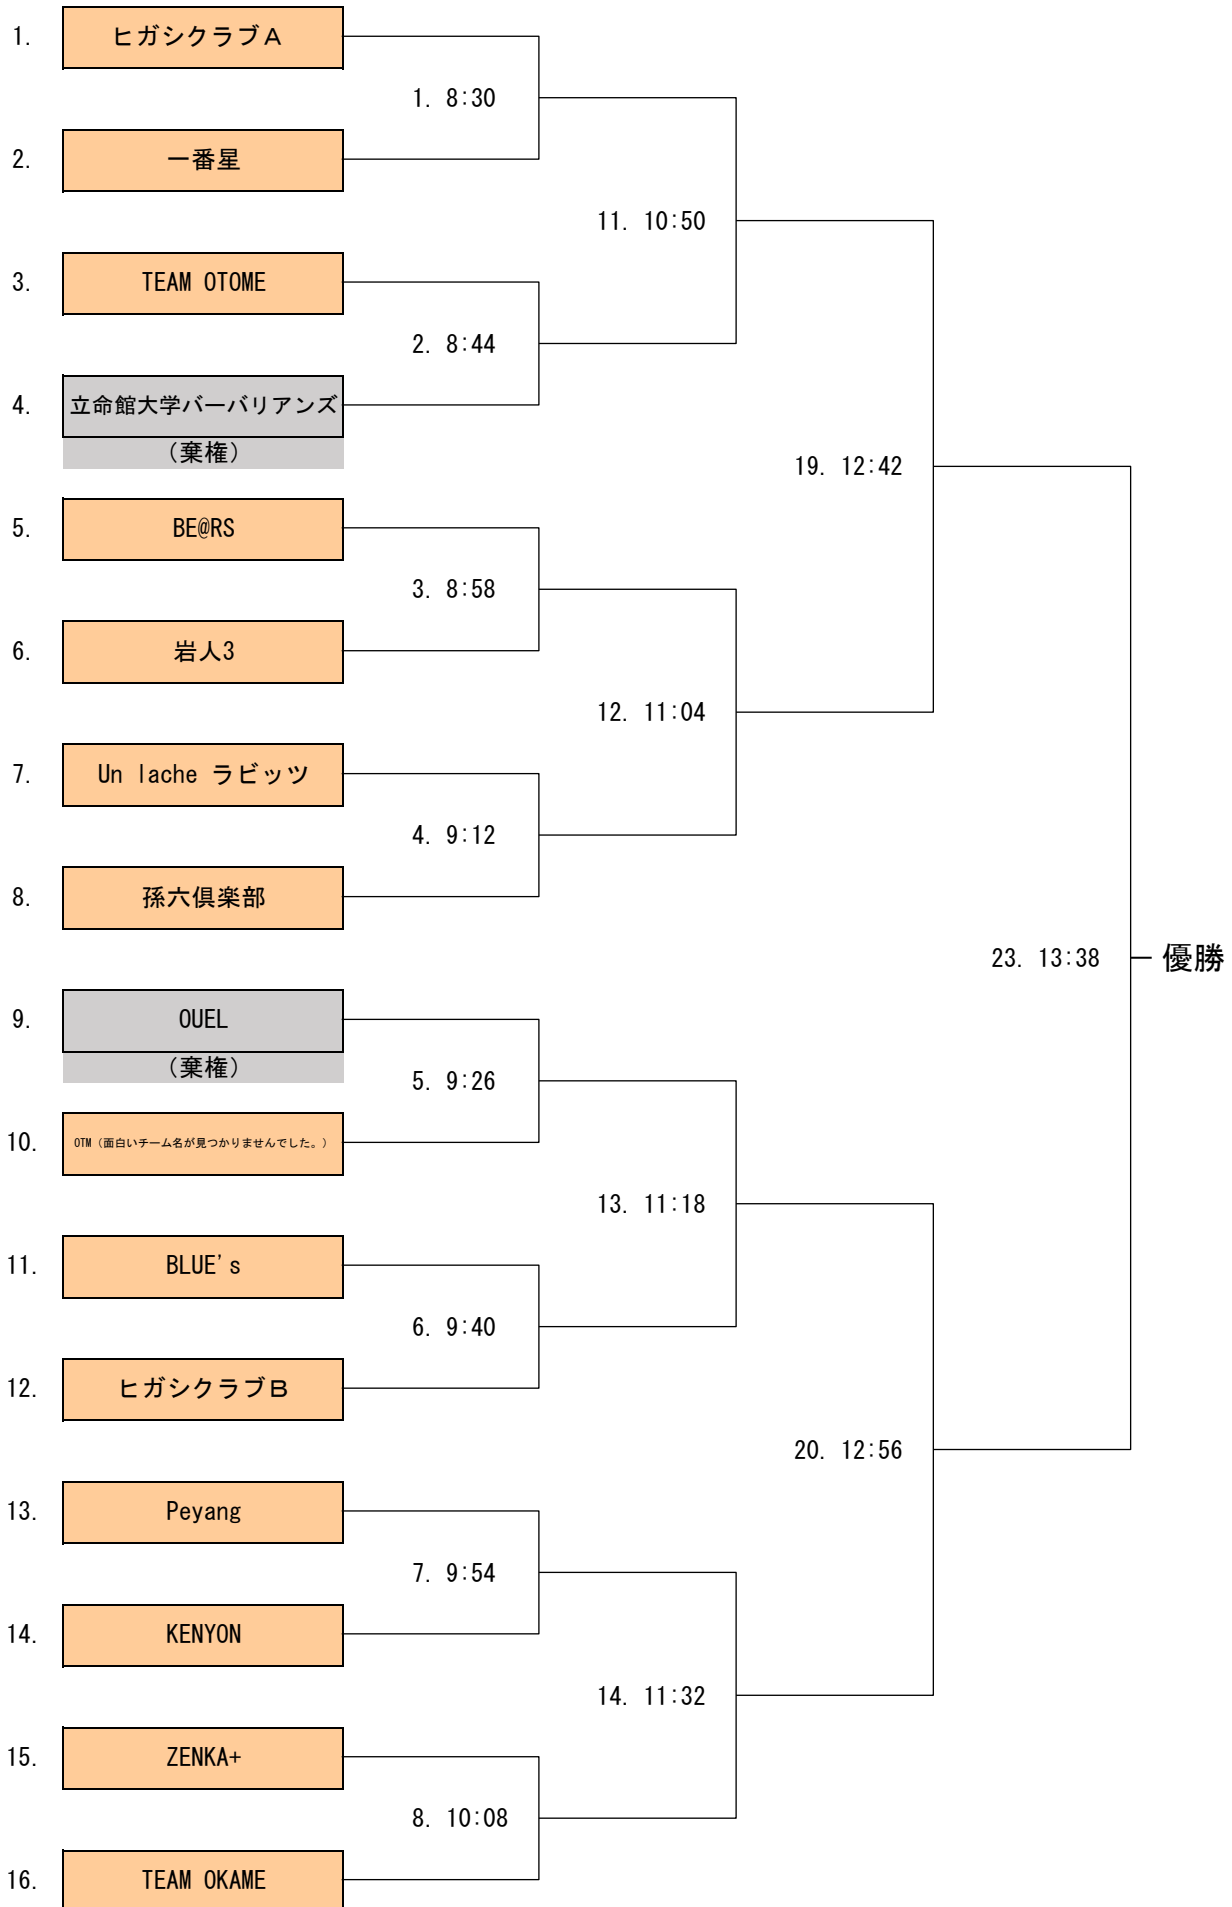 1. ヒガシクラブA
1. 8:30
2. 一番星
11. 10:50
3. TEAM OTOME
2. 8:44
4. 立命館大学バーバリアンズ
(棄権)
19. 12:42
5. BE@RS
3. 8:58
6. 岩人3
12. 11:04
7. Un lache ラビッツ
4. 9:12
8. 孫六倶楽部
23. 13:38 優勝
9. OUEL
(棄権)
5. 9:26
10. OTM(面白いチーム名が見つかりませんでした。)
13. 11:18
11. BLUE's
6. 9:40
12. ヒガシクラブB
20. 12:56
13. Peyang
7. 9:54
14. KENYON
14. 11:32
15. ZENKA+
8. 10:08
16. TEAM OKAME